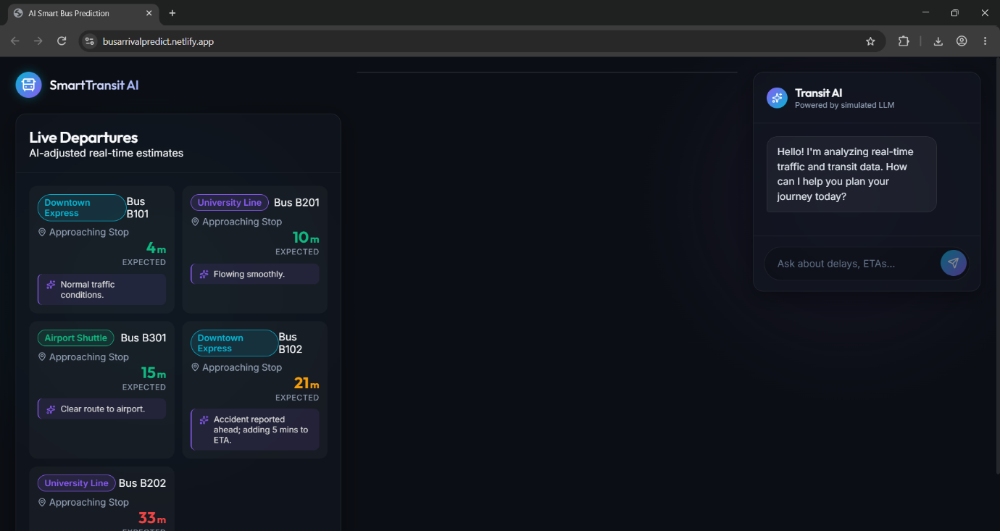 AI Smart Bus Prediction
busarrivalpredict.netlify.app
SmartTransit AI
Live Departures
AI-adjusted real-time estimates
Downtown
Express
Bus
B101
Approaching Stop
4m
EXPECTED
Normal traffic
conditions.
University Line
Bus B201
Approaching Stop
10m
EXPECTED
Flowing smoothly.
Airport Shuttle
Bus B301
Approaching Stop
15m
EXPECTED
Clear route to airport.
Downtown
Express
Bus
B102
Approaching Stop
21m
EXPECTED
Accident reported
ahead; adding 5 mins to
ETA.
University Line
Bus B202
Approaching Stop
33m
EXPECTED
Transit AI
Powered by simulated LLM
Hello! I'm analyzing real-time
traffic and transit data. How
can I help you plan your
journey today?
Ask about delays, ETAs...